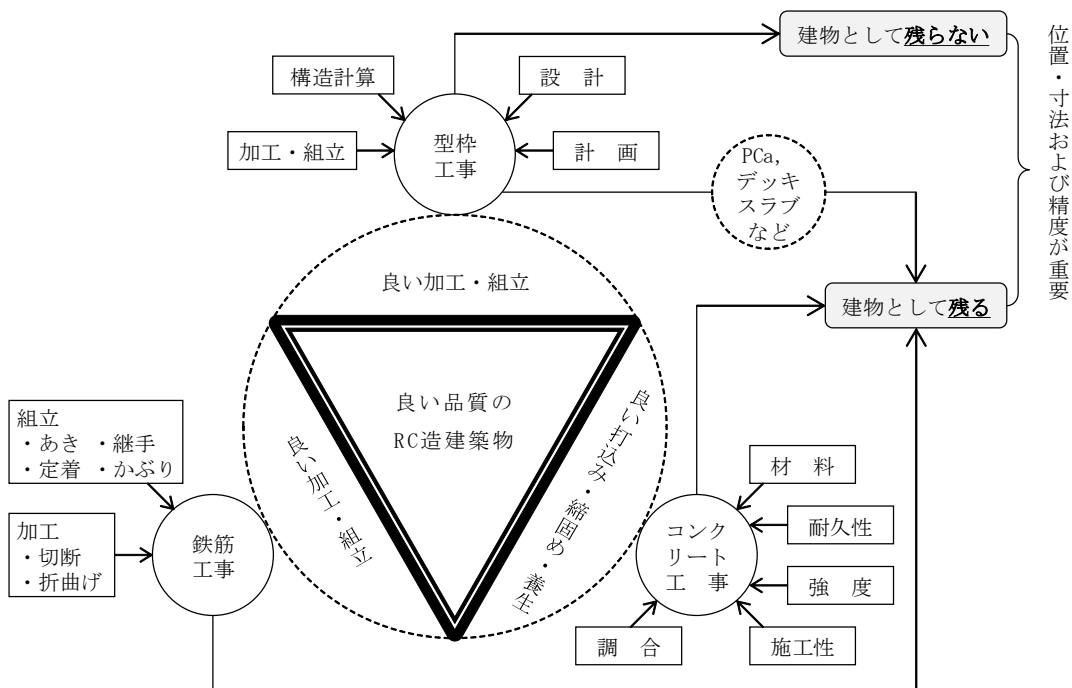 建物として残らない
位置・寸法および精度が重要
構造計算
設　計
加工・組立
型枠
工事
計　画
PCa,
デッキ
スラブ
など
良い加工・組立
建物として残る
良い品質の
RC造建築物
良い加工・組立
良い打込み・締固め・養生
組立
・あき ・継手
・定着 ・かぶり
加工
・切断
・折曲げ
鉄筋
工事
コンク
リート
工　事
材　料
耐久性
強　度
施工性
調　合